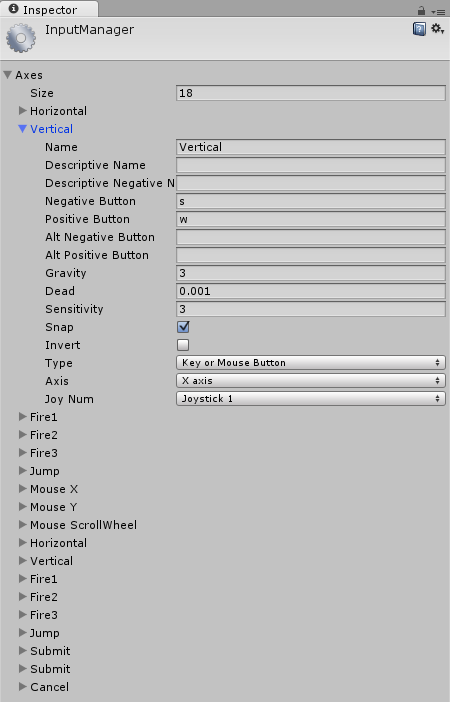 Inspector
InputManager
Axes
Size 18
Horizontal
Vertical
Name Vertical
Descriptive Name
Descriptive Negative N
Negative Button s
Positive Button w
Alt Negative Button
Alt Positive Button
Gravity 3
Dead 0.001
Sensitivity 3
Snap
Invert
Type Key or Mouse Button
Axis X axis
Joy Num Joystick 1
Fire1
Fire2
Fire3
Jump
Mouse X
Mouse Y
Mouse ScrollWheel
Horizontal
Vertical
Fire1
Fire2
Fire3
Jump
Submit
Submit
Cancel